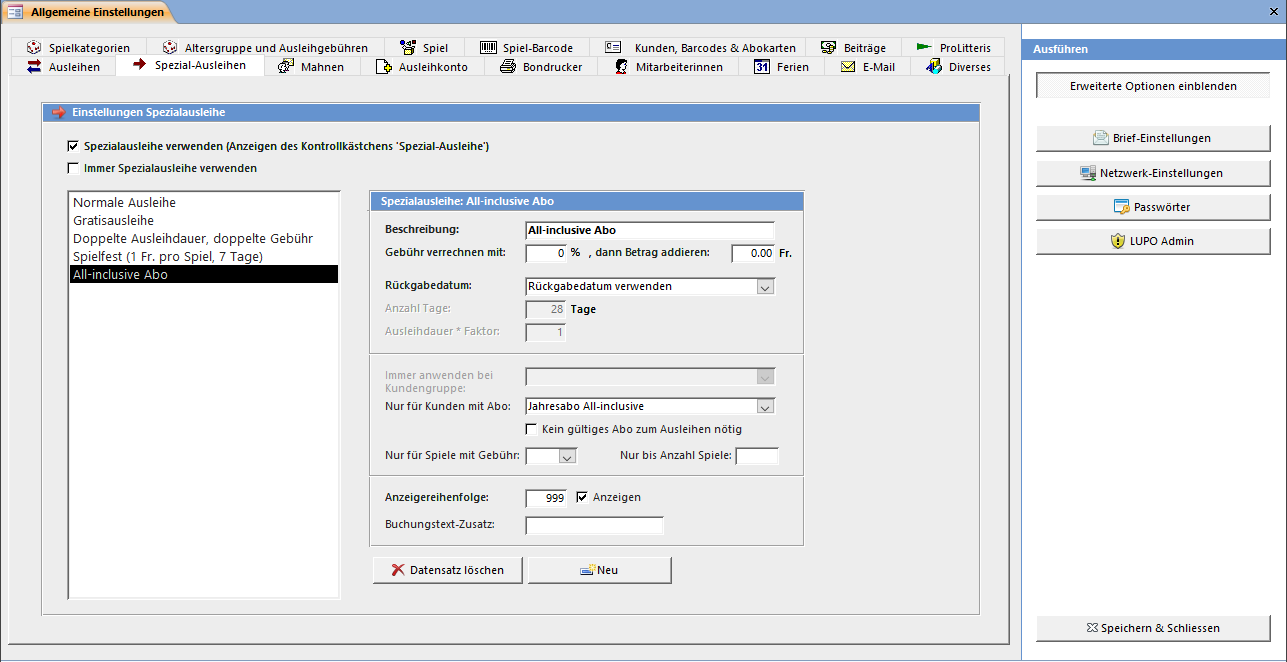 Allgemeine Einstellungen
Spielkategorien Altersgruppe und Ausleihgebühren Spiel Spiel-Barcode Kunden, Barcodes & Abokarten Beiträge ProLitteris
Ausleihen Spezial-Ausleihen Mahnen Ausleihkonto Bondrucker Mitarbeiterinnen 31 Ferien E-Mail Diverses
Einstellungen Spezialausleihe
Spezialausleihe verwenden (Anzeigen des Kontrollkästchens 'Spezial-Ausleihe')
Immer Spezialausleihe verwenden
Normale Ausleihe
Gratisausleihe
Doppelte Ausleihdauer, doppelte Gebühr
Spielfest (1 Fr. pro Spiel, 7 Tage)
All-inclusive Abo
Spezialausleihe: All-inclusive Abo
Beschreibung: All-inclusive Abo
Gebühr verrechnen mit: 0 % , dann Betrag addieren: 0.00 Fr.
Rückgabedatum: Rückgabedatum verwenden
Anzahl Tage: 28 Tage
Ausleihdauer * Faktor: 1
Immer anwenden bei
Kundengruppe:
Nur für Kunden mit Abo: Jahresabo All-inclusive
Kein gültiges Abo zum Ausleihen nötig
Nur für Spiele mit Gebühr: Nur bis Anzahl Spiele:
Anzeigereihenfolge: 999 Anzeigen
Buchungstext-Zusatz:
Datensatz löschen Neu
Ausführen
Erweiterte Optionen einblenden
Brief-Einstellungen
Netzwerk-Einstellungen
Passwörter
LUPO Admin
Speichern & Schliessen